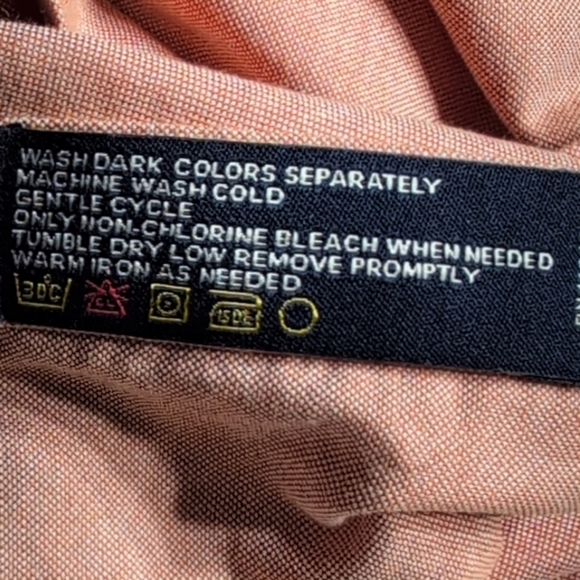 WASH DARK COLORS SEPARATELY
MACHINE WASH COLD
GENTLE CYCLE
ONLY NON-CHLORINE BLEACH WHEN NEEDED
TUMBLE DRY LOW REMOVE PROMPTLY
WARM IRON AS NEEDED
30°C CL